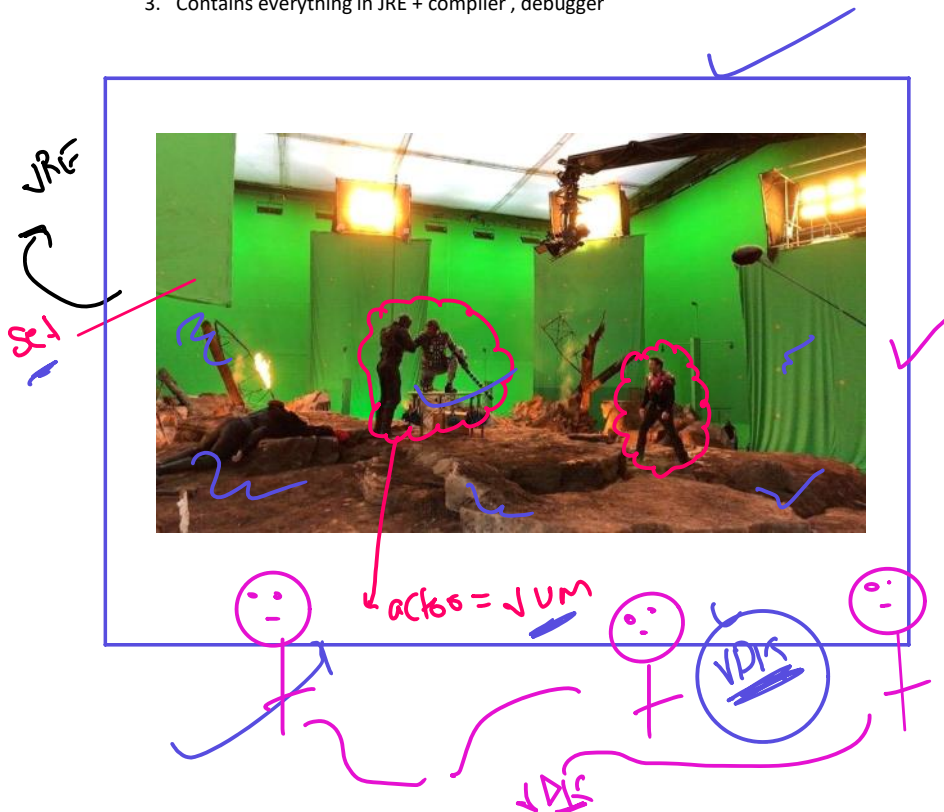 3. Contains everything in JRE + compiler , debugger
JRE
Set
actor = JVM
JDK
JDK